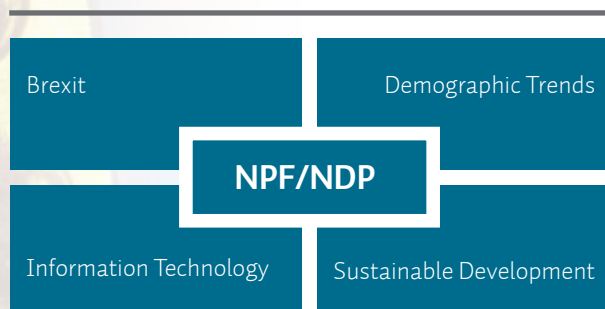 Brexit
Demographic Trends
NPF/NDP
Information Technology
Sustainable Development